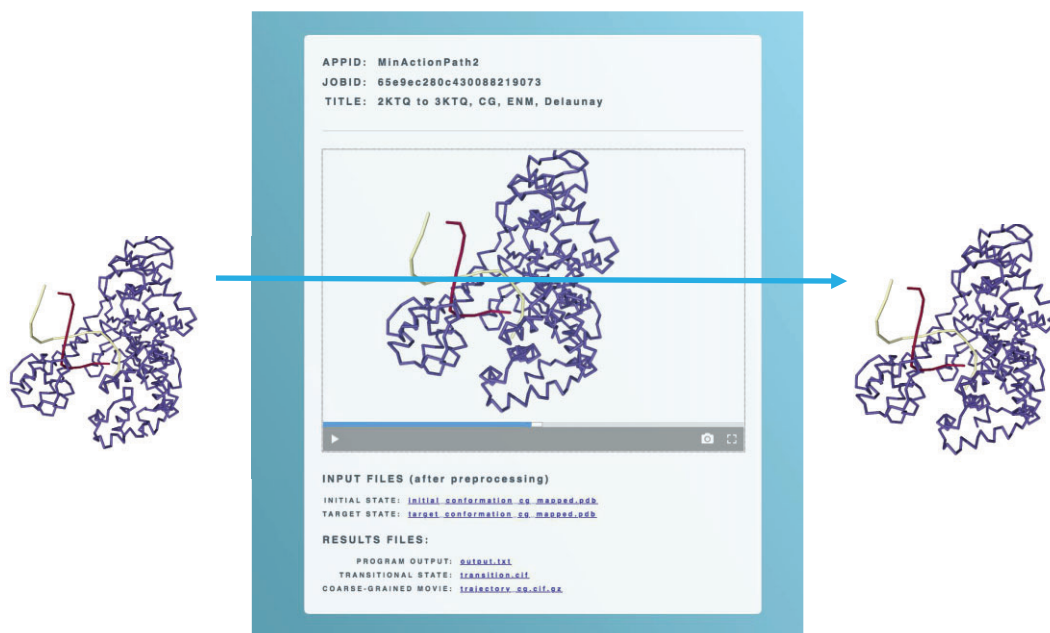 APPID: MinActionPath2
JOBID: 65e9ec280c430088219073
TITLE: 2KTQ to 3KTQ, CG, ENM, Delaunay
INPUT FILES (after preprocessing)
INITIAL STATE: initial_conformation_cg_mapped.pdb
TARGET STATE: target_conformation_cg_mapped.pdb
RESULTS FILES:
PROGRAM OUTPUT: output.txt
TRANSITIONAL STATE: transition.cif
COARSE-GRAINED MOVIE: trajectory_cg.cif.gz